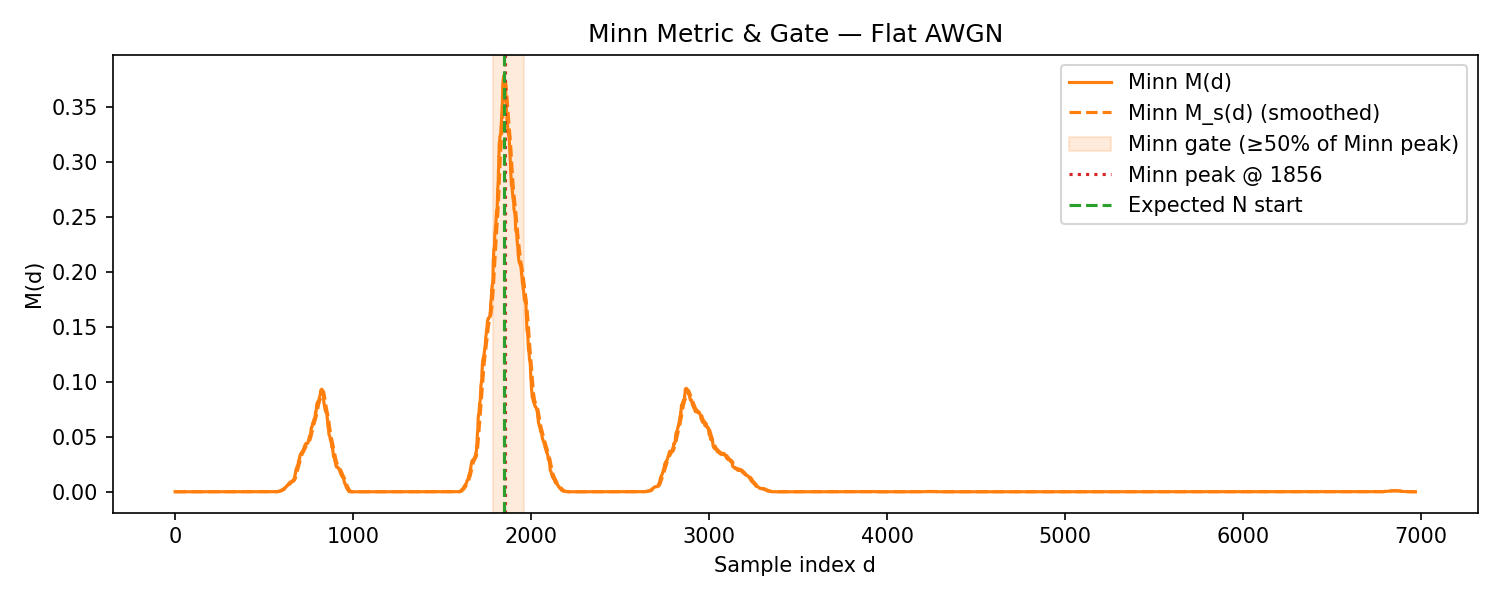 Minn Metric & Gate — Flat AWGN
Minn M(d)
Minn M_s(d) (smoothed)
Minn gate (≥50% of Minn peak)
Minn peak @ 1856
Expected N start
M(d)
0.35
0.30
0.25
0.20
0.15
0.10
0.05
0.00
0 1000 2000 3000 4000 5000 6000 7000
Sample index d